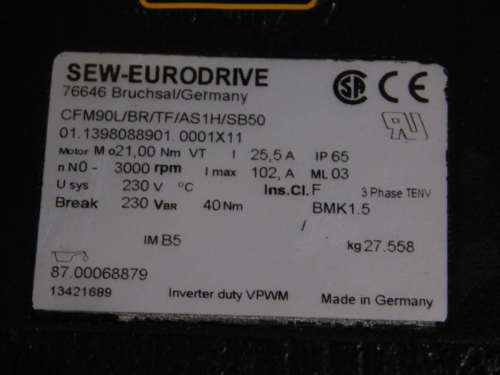 SEW-EURODRIVE
76646 Bruchsal/Germany
CFM90L/BR/TF/AS1H/SB50
01.1398088901.0001X11
Motor Mo21,00 Nm VT I 25,5 A IP 65
n N0- 3000 rpm I max 102, A ML 03
U sys 230 V °C Ins.Cl. F 3 Phase TENV
Break 230 VBR 40 Nm BMK1.5
/
IM B5 kg 27.558
87.00068879
13421689 Inverter duty VPWM Made in Germany